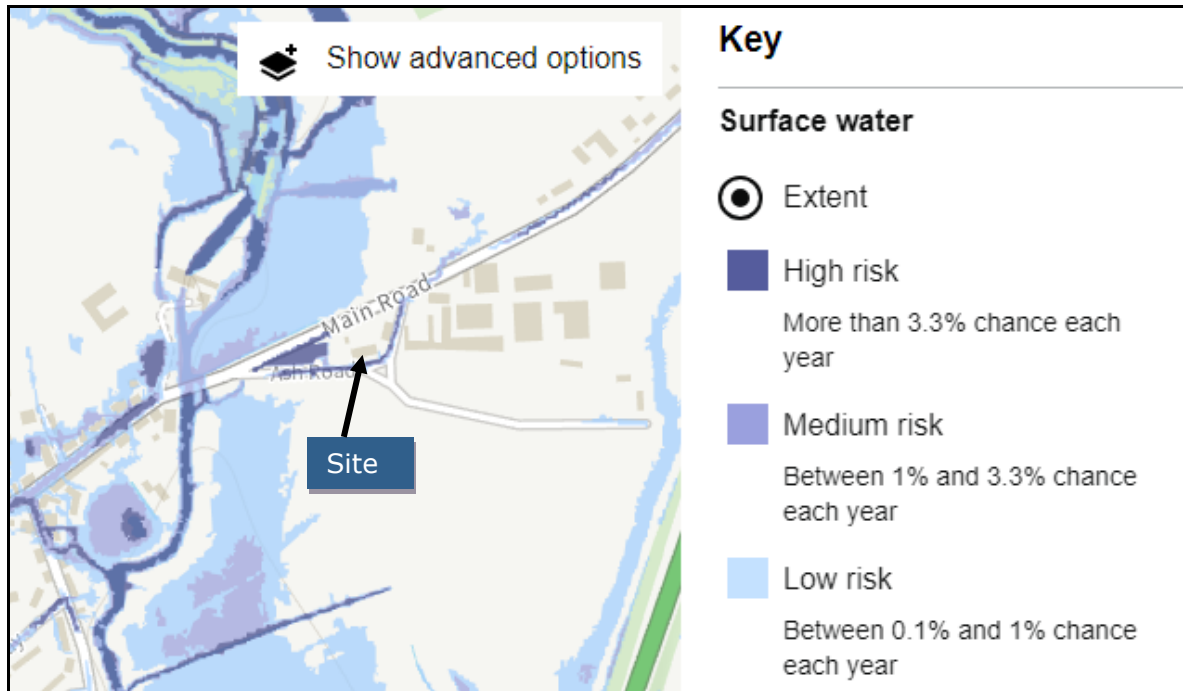 Show advanced options
Main Road
Ash Road
Site
Key
Surface water
Extent
High risk
More than 3.3% chance each
year
Medium risk
Between 1% and 3.3% chance
each year
Low risk
Between 0.1% and 1% chance
each year